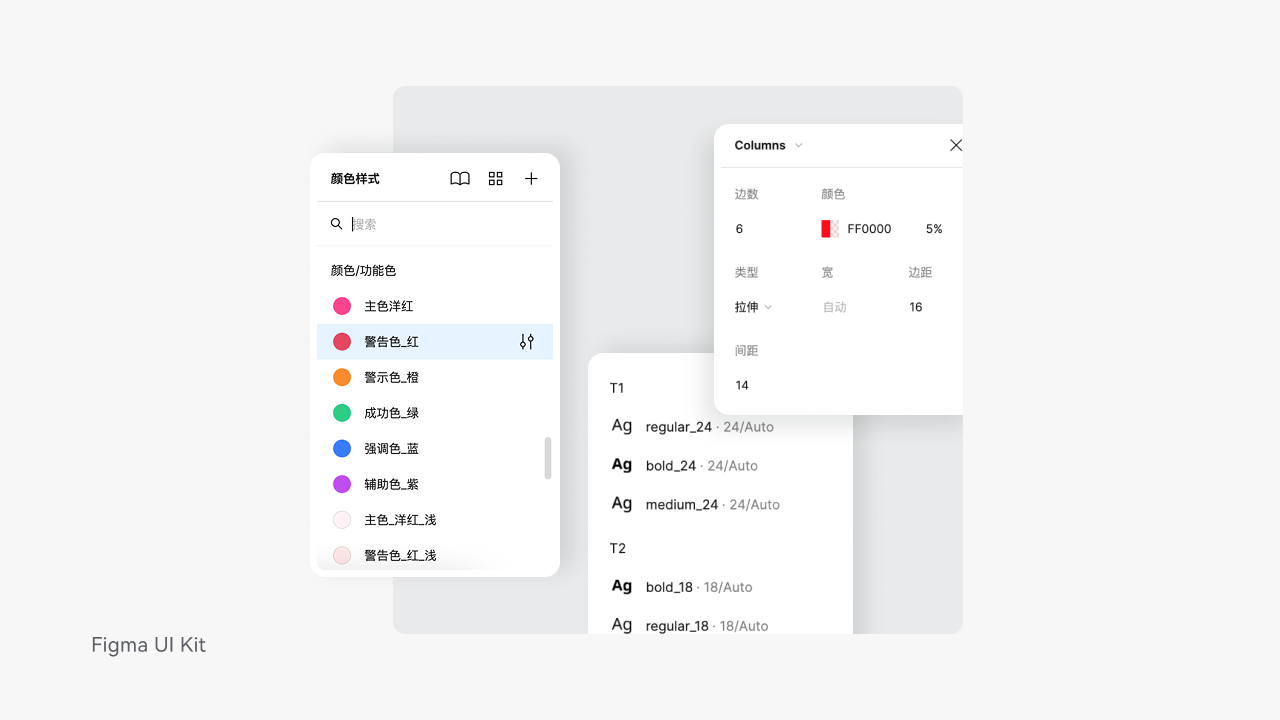 颜色样式
搜索
颜色/功能色
主色洋红
警告色_红
警示色_橙
成功色_绿
强调色_蓝
辅助色_紫
主色_洋红_浅
警告色_红_浅
Columns
边数 颜色
6 FF0000 5%
类型 宽 边距
拉伸 自动 16
间距
14
T1
Ag regular_24 · 24/Auto
Ag bold_24 · 24/Auto
Ag medium_24 · 24/Auto
T2
Ag bold_18 · 18/Auto
Ag regular_18 · 18/Auto
Figma UI Kit